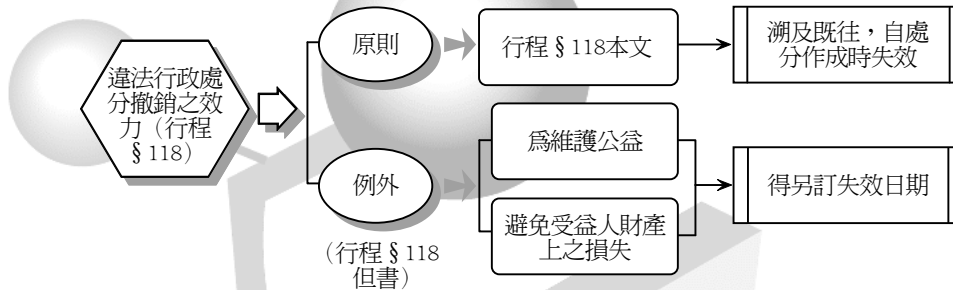 違法行政處
分撤銷之效
力（行程
§118）
原則
行程§118本文
溯及既往，自處
分作成時失效
例外
（行程§118
但書）
爲維護公益
避免受益人財產
上之損失
得另訂失效日期